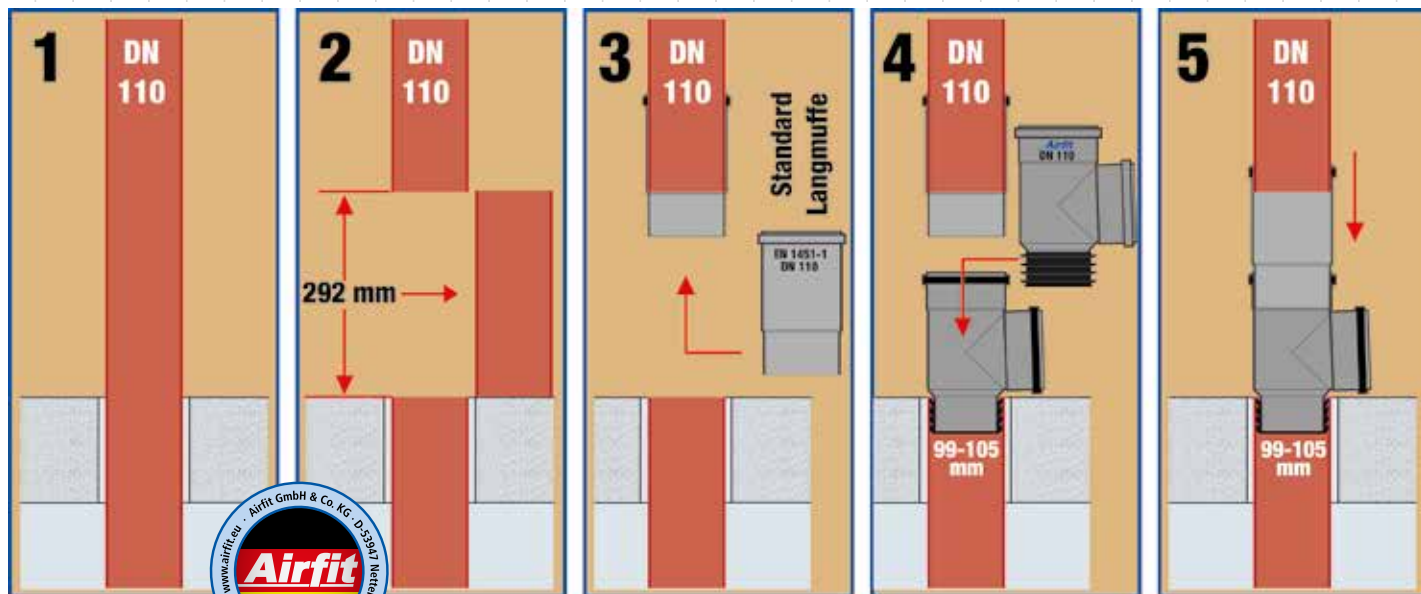 1
DN
110
2
DN
110
292 mm
3
DN
110
Standard
Langmuffe
EN 1451-1
DN 110
4
DN
110
Airfit
DN 110
99-105
mm
5
DN
110
99-105
mm
www.airfit.eu · Airfit GmbH & Co. KG · D-53947 Netter
Airfit